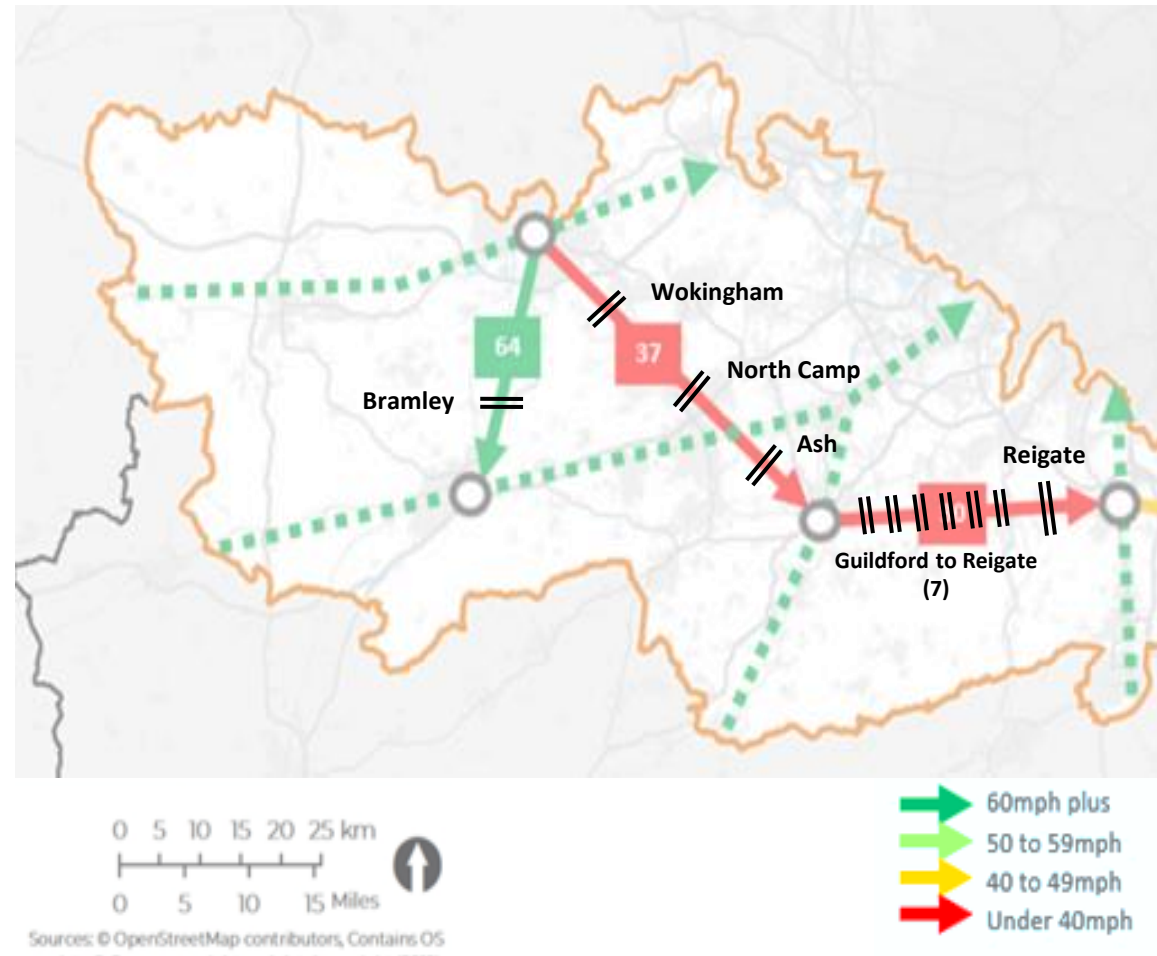 Wokingham
64
37
North Camp
Bramley
Ash
Reigate
Guildford to Reigate
(7)
60mph plus
0 5 10 15 20 25 km
50 to 59mph
40 to 49mph
0 5 10 15 Miles
Under 40mph
Sources: © OpenStreetMap contributors, Contains OS